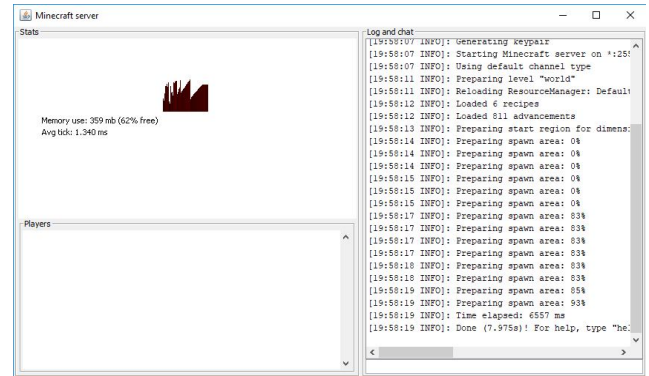 Minecraft server
Stats
Memory use: 359 mb (62% free)
Avg tick: 1.340 ms
Players
Log and chat
[19:58:07 INFO]: Generating keypair
[19:58:07 INFO]: Starting Minecraft server on *:255
[19:58:07 INFO]: Using default channel type
[19:58:11 INFO]: Preparing level "world"
[19:58:11 INFO]: Reloading ResourceManager: Default
[19:58:12 INFO]: Loaded 6 recipes
[19:58:12 INFO]: Loaded 811 advancements
[19:58:13 INFO]: Preparing start region for dimens
[19:58:14 INFO]: Preparing spawn area: 0%
[19:58:14 INFO]: Preparing spawn area: 0%
[19:58:14 INFO]: Preparing spawn area: 0%
[19:58:15 INFO]: Preparing spawn area: 0%
[19:58:15 INFO]: Preparing spawn area: 0%
[19:58:15 INFO]: Preparing spawn area: 0%
[19:58:17 INFO]: Preparing spawn area: 83%
[19:58:17 INFO]: Preparing spawn area: 83%
[19:58:17 INFO]: Preparing spawn area: 83%
[19:58:17 INFO]: Preparing spawn area: 83%
[19:58:18 INFO]: Preparing spawn area: 83%
[19:58:18 INFO]: Preparing spawn area: 83%
[19:58:19 INFO]: Preparing spawn area: 85%
[19:58:19 INFO]: Preparing spawn area: 93%
[19:58:19 INFO]: Time elapsed: 6557 ms
[19:58:19 INFO]: Done (7.975s)! For help, type "hel